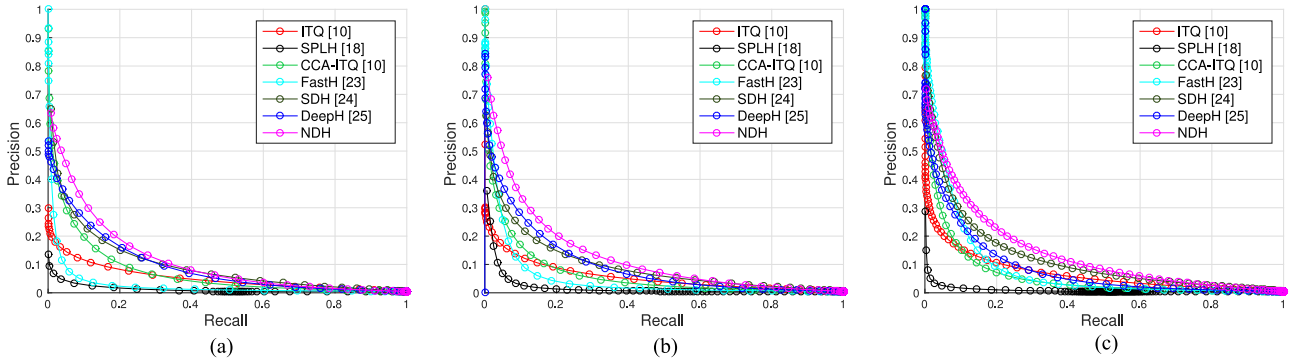 1
0.9
0.8
0.7
0.6
0.5
0.4
0.3
0.2
0.1
0
Precision
0.2 0.4 0.6 0.8 1
Recall
ITQ [10]
SPLH [18]
CCA-ITQ [10]
FastH [23]
SDH [24]
DeepH [25]
NDH
(a)
1
0.9
0.8
0.7
0.6
0.5
0.4
0.3
0.2
0.1
0
Precision
0 0.2 0.4 0.6 0.8 1
Recall
ITQ [10]
SPLH [18]
CCA-ITQ [10]
FastH [23]
SDH [24]
DeepH [25]
NDH
(b)
1
0.9
0.8
0.7
0.6
0.5
0.4
0.3
0.2
0.1
0
Precision
0 0.2 0.4 0.6 0.8 1
Recall
ITQ [10]
SPLH [18]
CCA-ITQ [10]
FastH [23]
SDH [24]
DeepH [25]
NDH
(c)